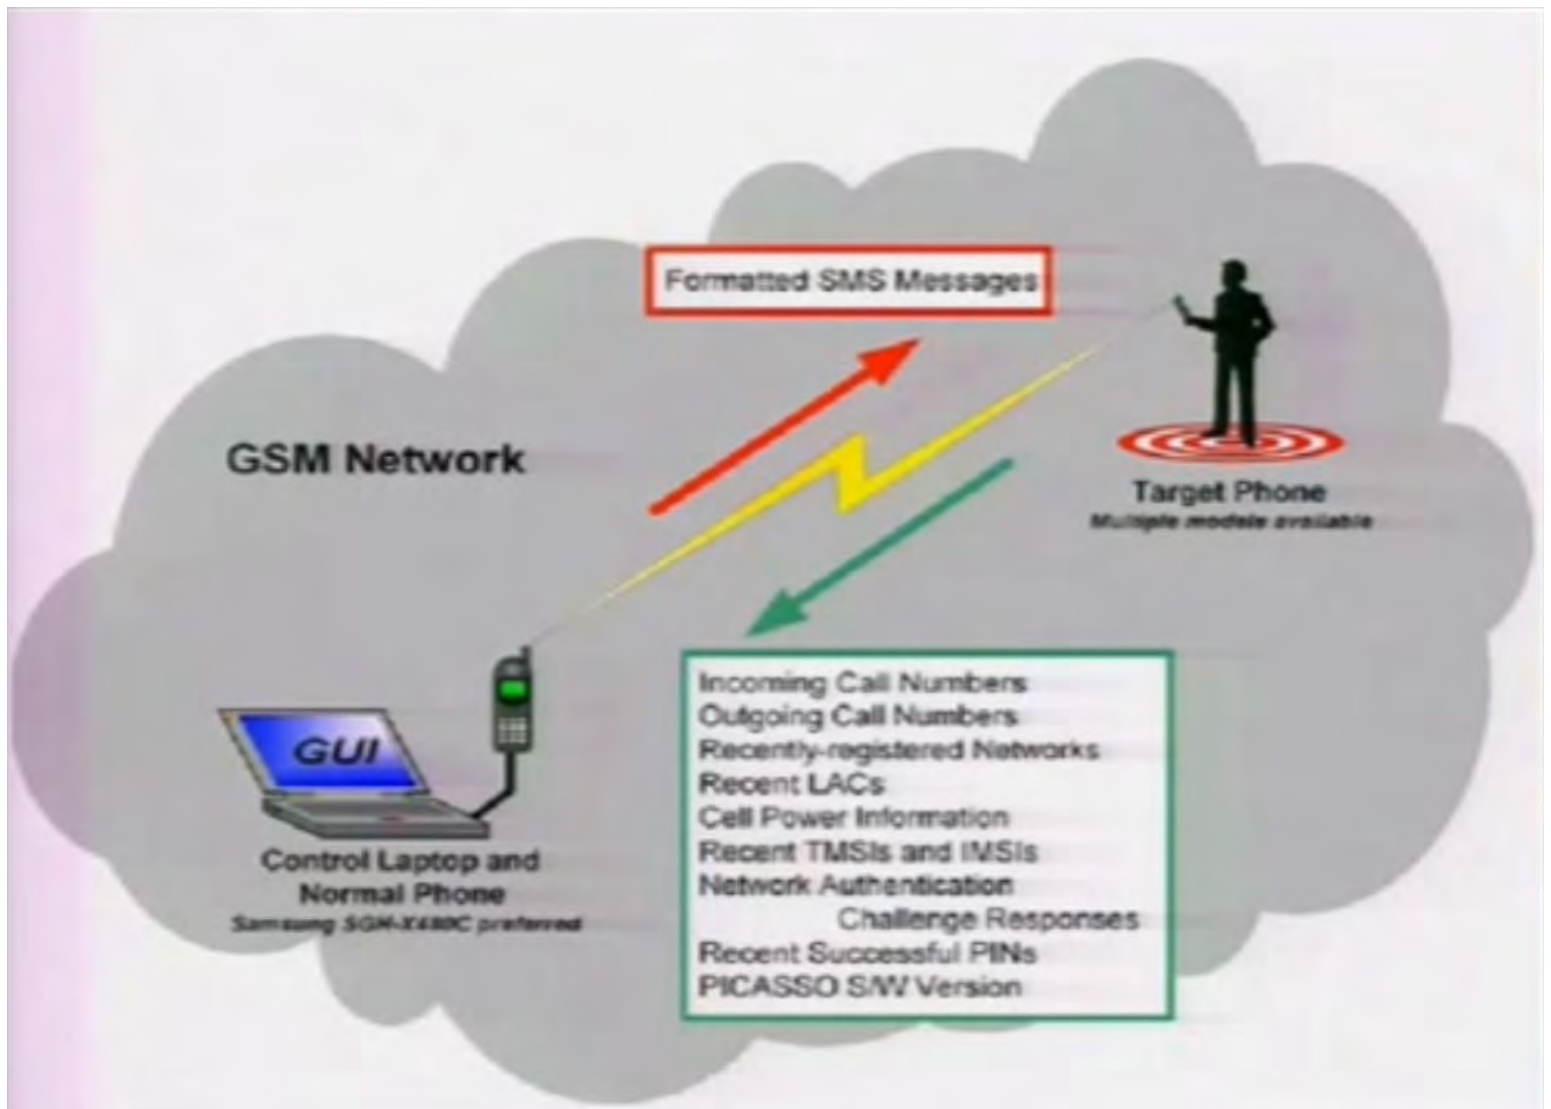 Formatted SMS Messages
GSM Network
Target Phone
Multiple models available
GUI
Control Laptop and
Normal Phone
Samsung SGH-X480C preferred
Incoming Call Numbers
Outgoing Call Numbers
Recently-registered Networks
Recent LACs
Cell Power Information
Recent TMSIs and IMSIs
Network Authentication
Challenge Responses
Recent Successful PINs
PICASSO S/W Version